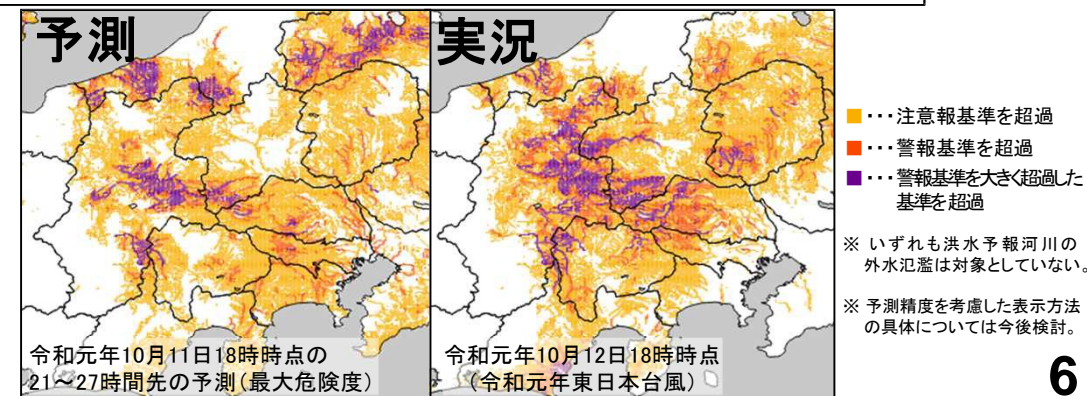 予測
実況
令和元年10月11日18時時点の
21～27時間先の予測(最大危険度)
令和元年10月12日18時時点
(令和元年東日本台風)
■・・・注意報基準を超過
■・・・警報基準を超過
■・・・警報基準を大きく超過した
基準を超過
※ いずれも洪水予報河川の
外水氾濫は対象としていない。
※ 予測精度を考慮した表示方法
の具体については今後検討。
6